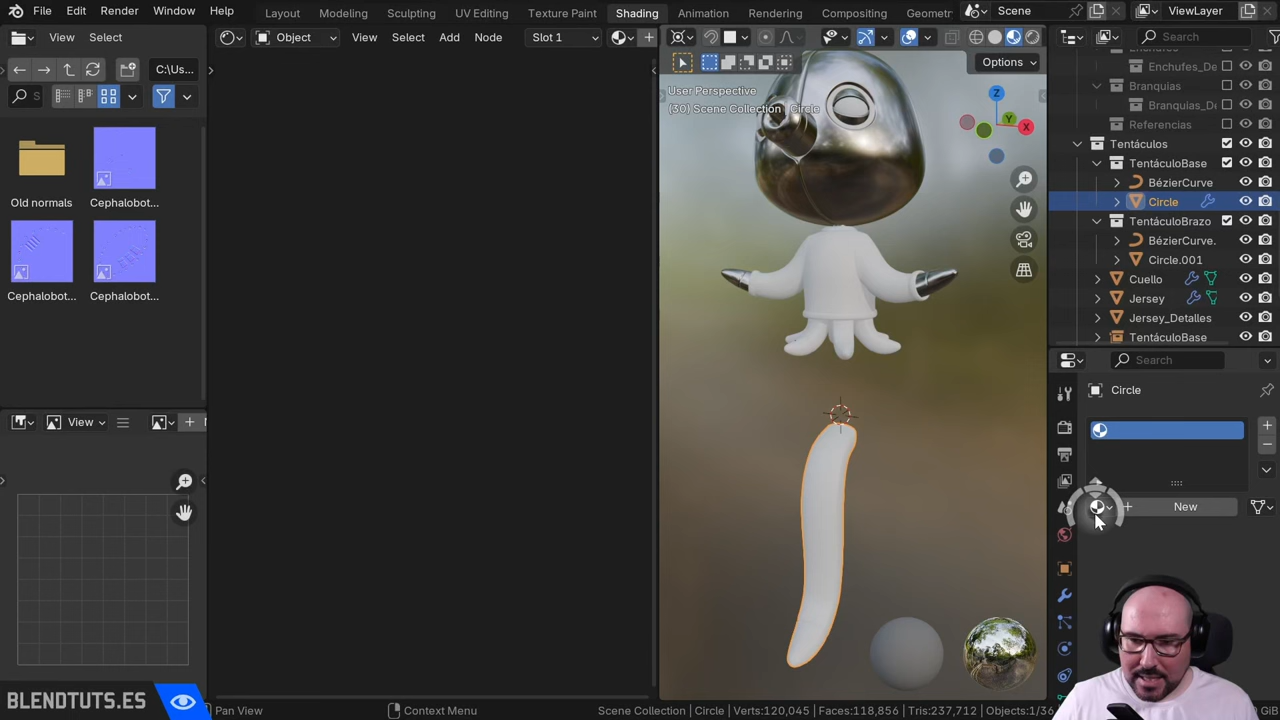 File Edit Render Window Help
Layout Modeling Sculpting UV Editing Texture Paint Shading Animation Rendering Compositing Geometr
Scene
ViewLayer
View Select
Object View Select Add Node Slot 1
Search
C:\Us...
S
Options
User Perspective
(30) Scene Collection Circle
Z
Y
X
Old normals
Cephalobot...
Cephalobot...
Cephalobot...
Enchufes_De
Branquias
Branquias_De
Referencias
Tentáculos
TentáculoBase
BézierCurve
Circle
TentáculoBrazo
BézierCurve.
Circle.001
Cuello
Jersey
Jersey_Detalles
TentáculoBase
Search
Circle
New
View
BLENDTUTS.ES
Pan View
Context Menu
Scene Collection | Circle | Verts:120,045 | Faces:118,856 | Tris:237,712 | Objects:1/36
GiB